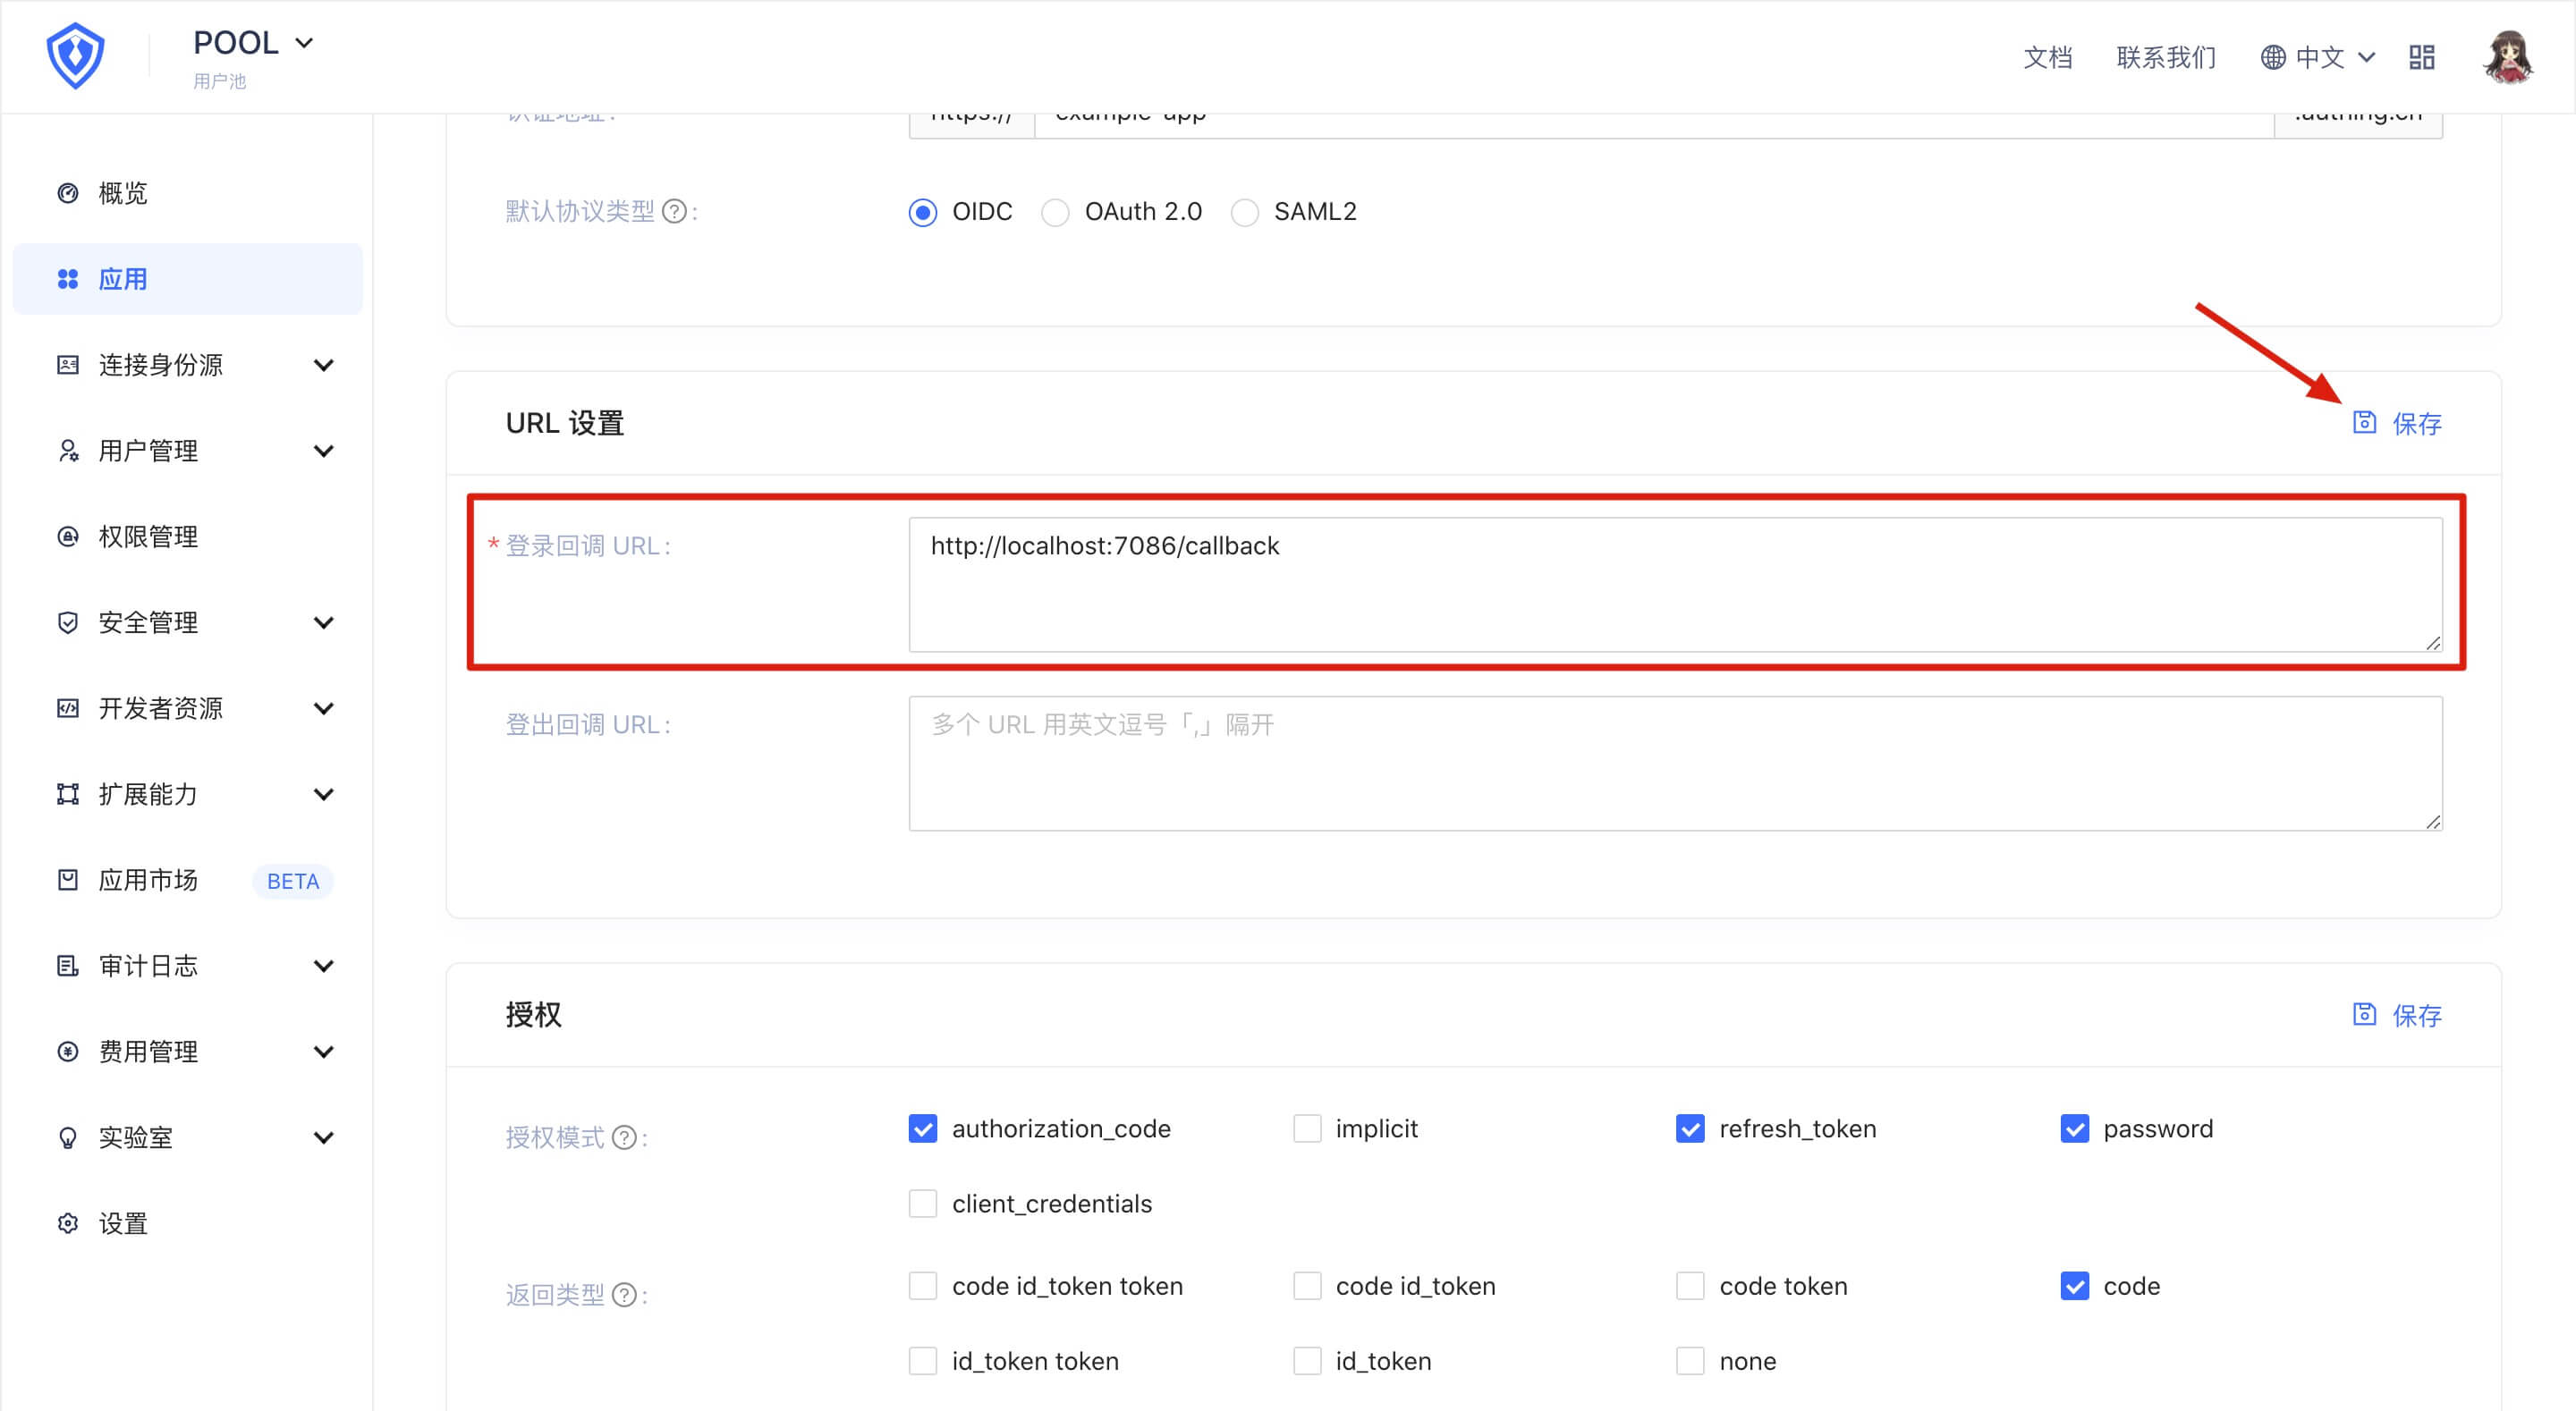 POOL
用户池
文档
联系我们
中文
概览
应用
连接身份源
用户管理
权限管理
安全管理
开发者资源
扩展能力
应用市场 BETA
审计日志
费用管理
实验室
设置
认证地址:
https:// example-app .authing.cn
默认协议类型 ? : OIDC OAuth 2.0 SAML2
URL 设置 保存
* 登录回调 URL: http://localhost:7086/callback
登出回调 URL: 多个 URL 用英文逗号「,」隔开
授权 保存
授权模式 ? : authorization_code implicit refresh_token password
client_credentials
返回类型 ? : code id_token token code id_token code token code
id_token token id_token none